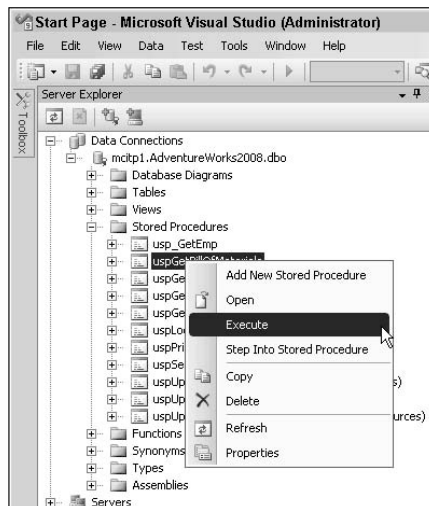 Start Page - Microsoft Visual Studio (Administrator)
File Edit View Data Test Tools Window Help
Server Explorer
Toolbox
Data Connections
mcitp1.AdventureWorks2008.dbo
Database Diagrams
Tables
Views
Stored Procedures
usp_GetEmp
uspGetBillOfMaterials
uspGe
uspGe
uspGe
uspLo
uspPri
uspSe
uspUp s)
uspUp
uspUp urces)
Functions
Synonyms
Types
Assemblies
Servers
Add New Stored Procedure
Open
Execute
Step Into Stored Procedure
Copy
Delete
Refresh
Properties